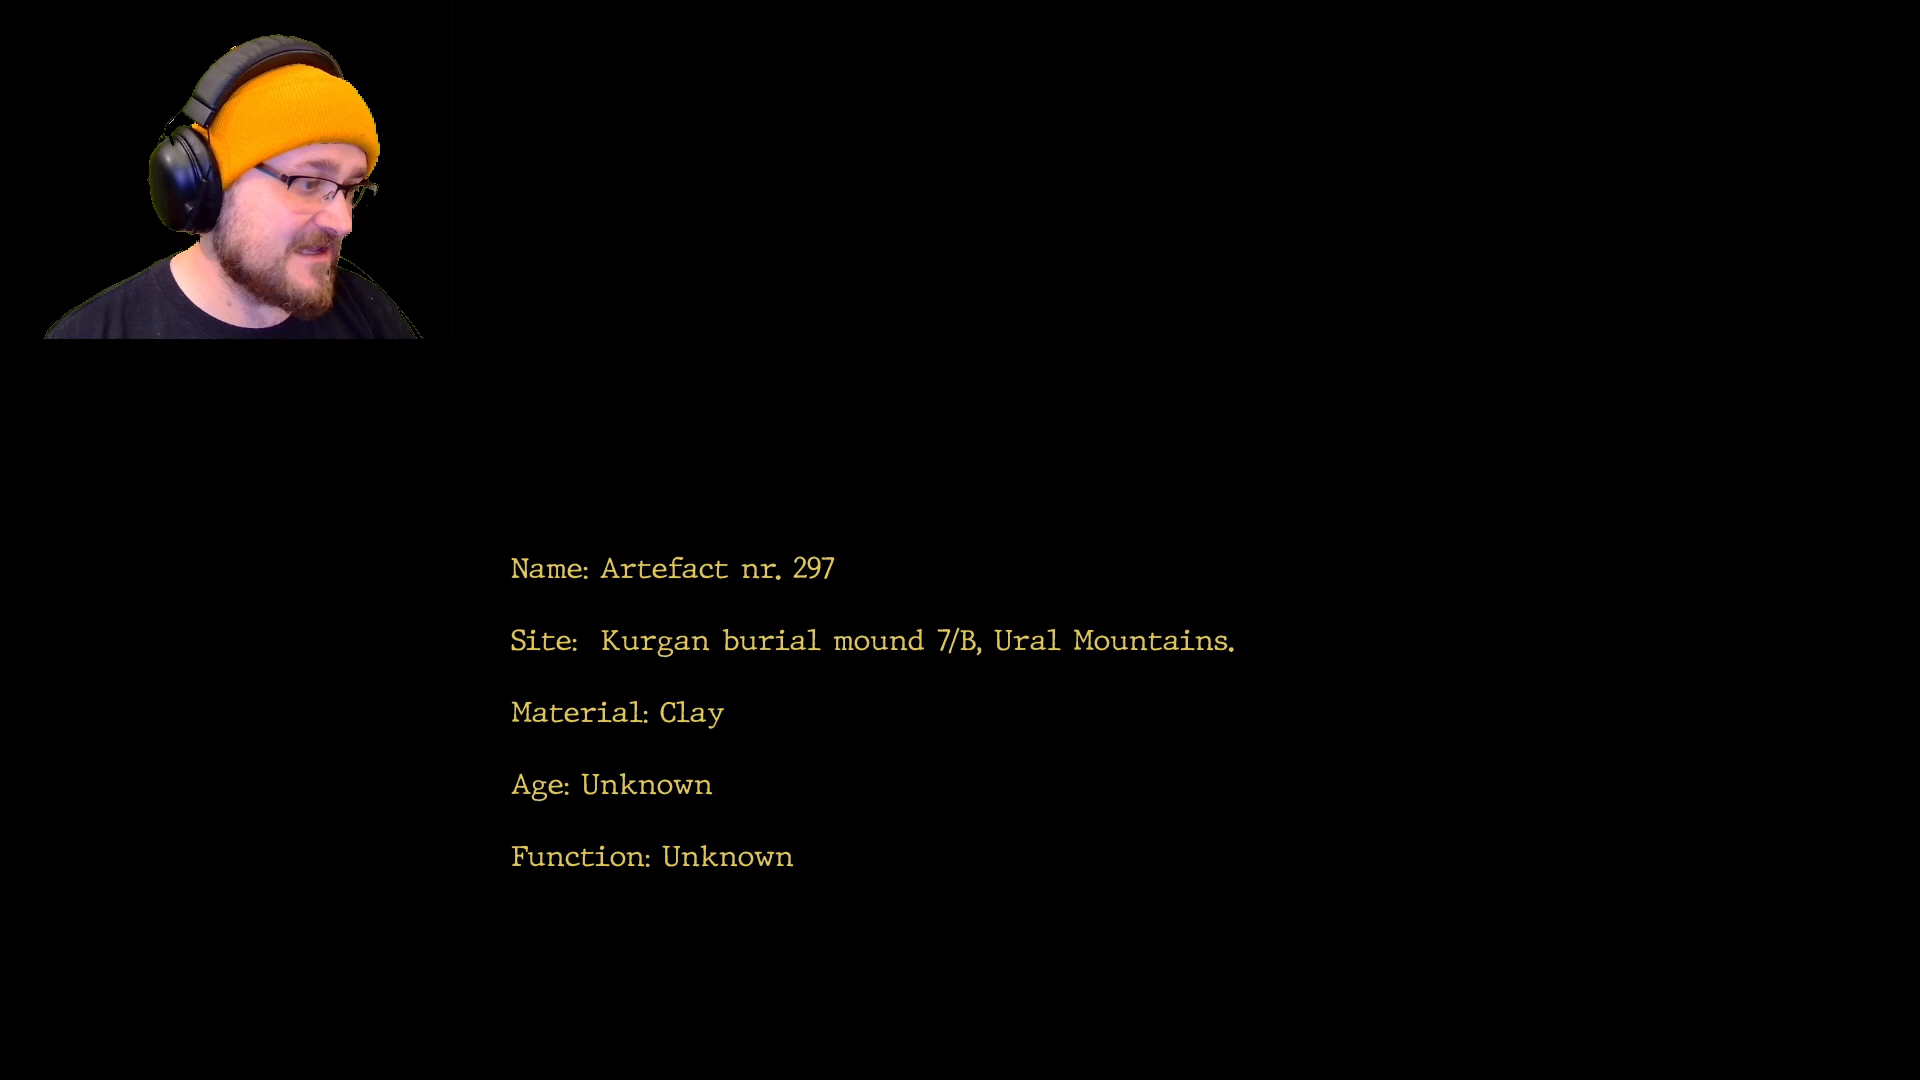 Name: Artefact nr. 297
Site: Kurgan burial mound 7/B, Ural Mountains.
Material: Clay
Age: Unknown
Function: Unknown